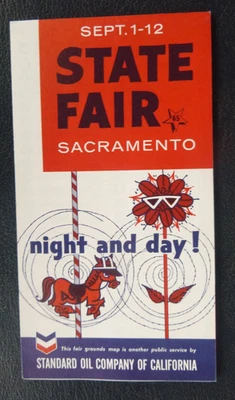 SEPT. 1-12
STATE
FAIR
65
SACRAMENTO
night and day!
This fair grounds map is another public service by
STANDARD OIL COMPANY OF CALIFORNIA